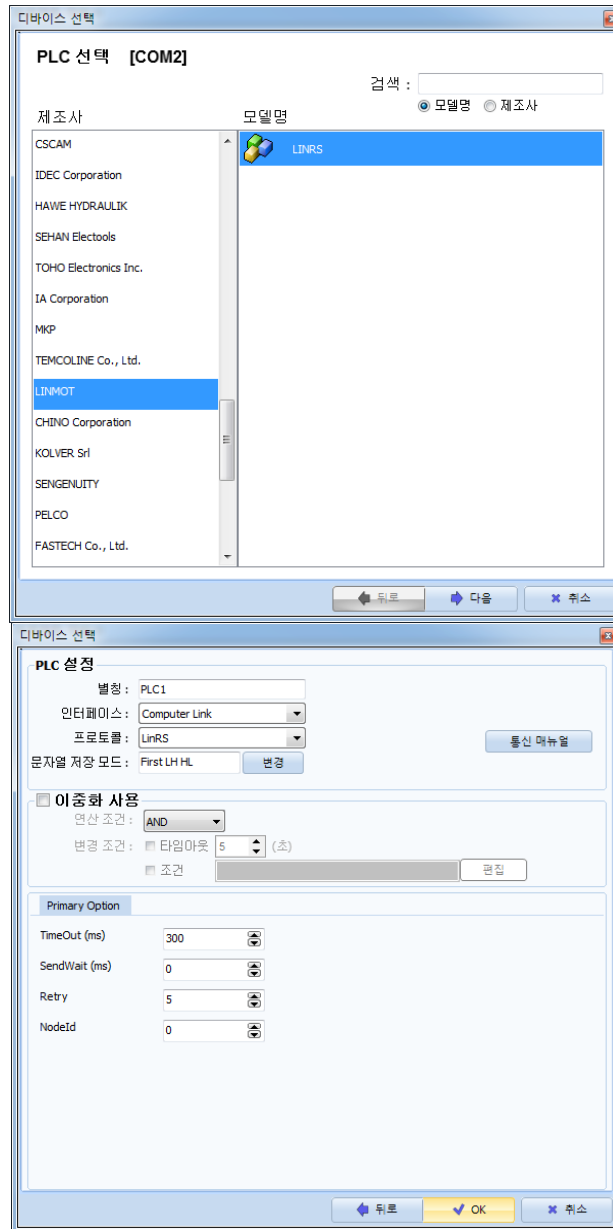 디바이스 선택
PLC 선택 [COM2]
검색 :
모델명 제조사
제조사 모델명
CSCAM
IDEC Corporation
HAWE HYDRAULIK
SEHAN Electools
TOHO Electronics Inc.
IA Corporation
MKP
TEMCOLINE Co., Ltd.
LINMOT
CHINO Corporation
KOLVER Srl
SENGENUITY
PELCO
FASTECH Co., Ltd.
LINRS
뒤로 다음 취소
디바이스 선택
PLC 설정
별칭 : PLC1
인터페이스 : Computer Link
프로토콜 : LinRS 통신 매뉴얼
문자열 저장 모드 : First LH HL 변경
이중화 사용
연산 조건 : AND
변경 조건 : 타임아웃 5 (초)
조건 편집
Primary Option
TimeOut (ms) 300
SendWait (ms) 0
Retry 5
NodeId 0
뒤로 OK 취소